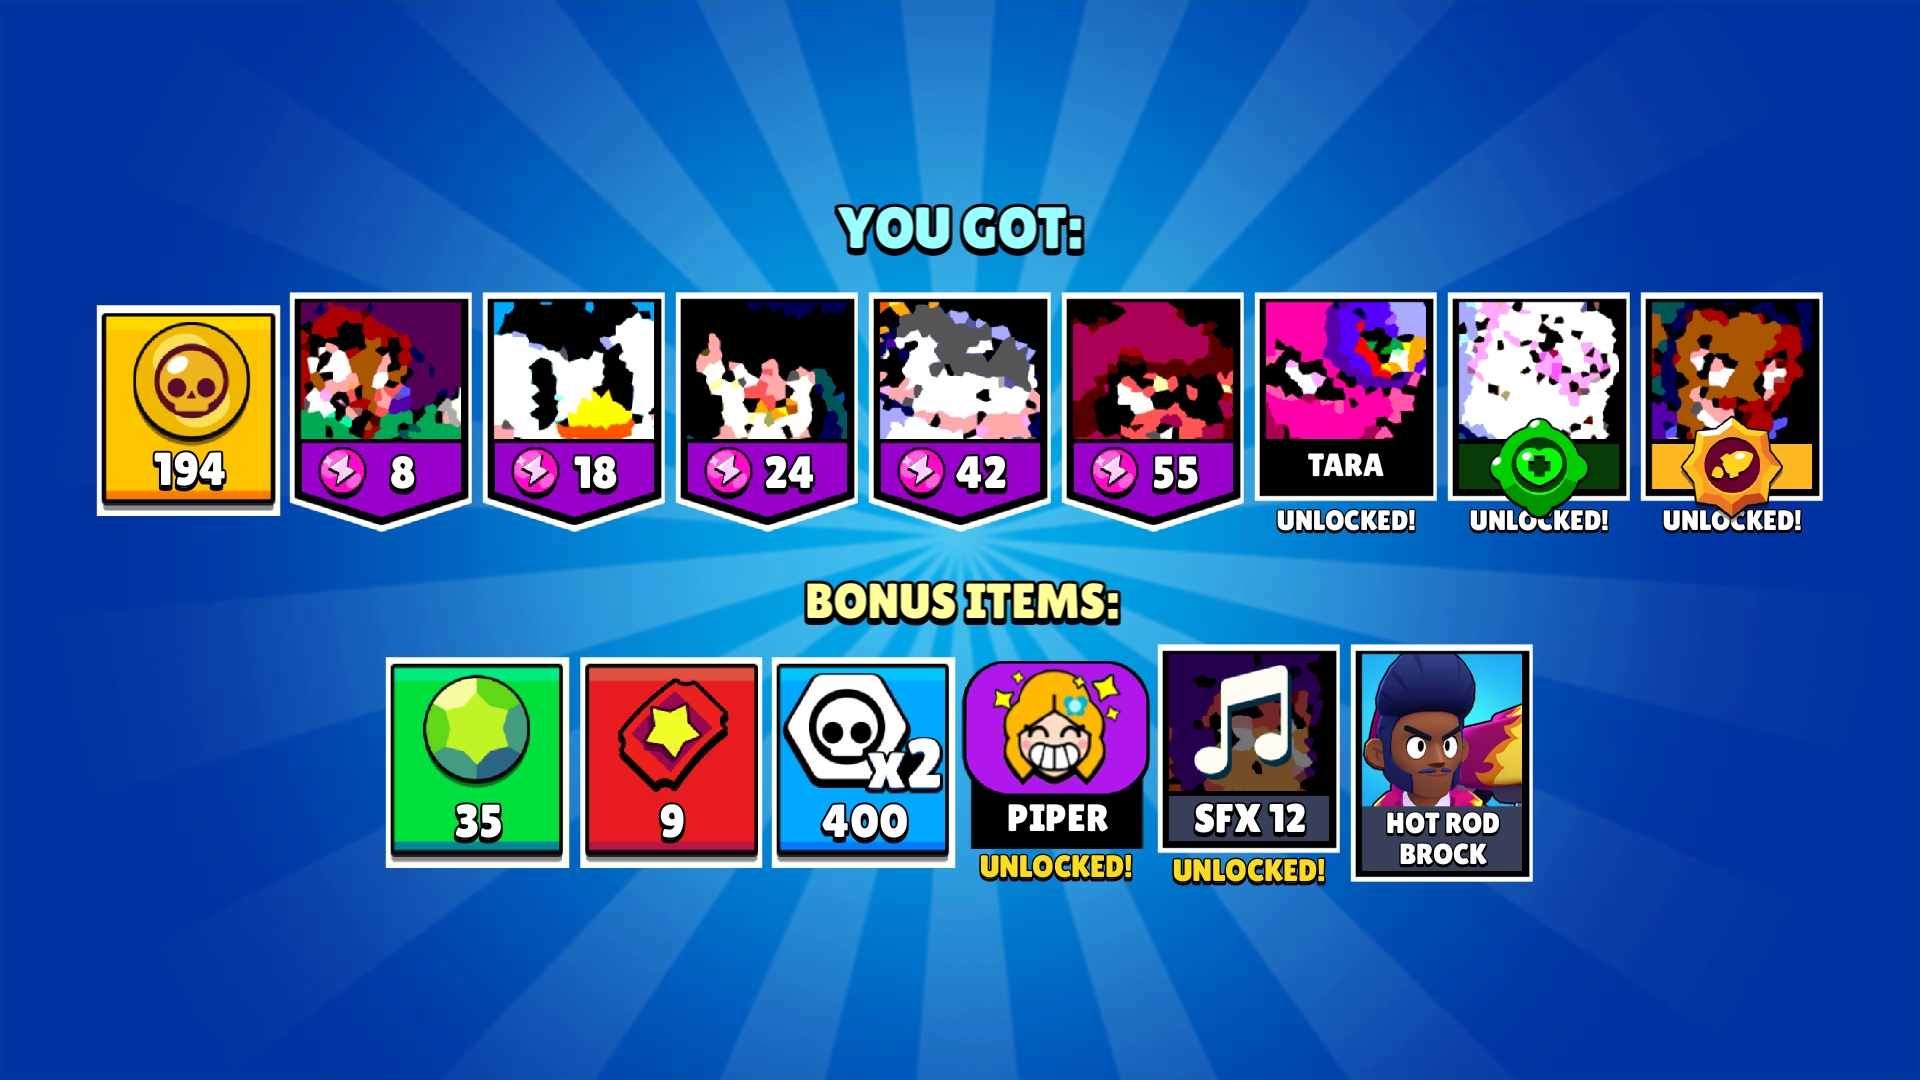 YOU GOT:
194
8
18
24
42
55
TARA
UNLOCKED!
UNLOCKED!
UNLOCKED!
BONUS ITEMS:
35
9
x2
400
PIPER
UNLOCKED!
SFX 12
UNLOCKED!
HOT ROD
BROCK